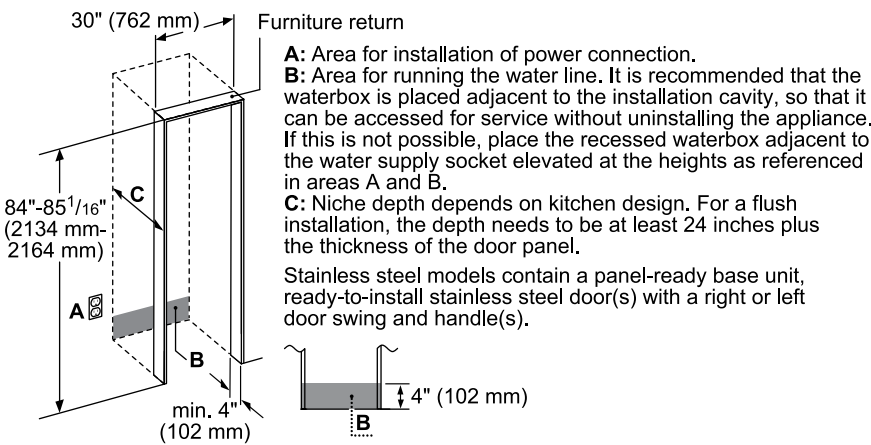 30" (762 mm)
Furniture return
A: Area for installation of power connection.
B: Area for running the water line. It is recommended that the
waterbox is placed adjacent to the installation cavity, so that it
can be accessed for service without uninstalling the appliance.
If this is not possible, place the recessed waterbox adjacent to
the water supply socket elevated at the heights as referenced
in areas A and B.
C: Niche depth depends on kitchen design. For a flush
installation, the depth needs to be at least 24 inches plus
the thickness of the door panel.
Stainless steel models contain a panel-ready base unit,
ready-to-install stainless steel door(s) with a right or left
door swing and handle(s).
C
84"-85 1/16"
(2134 mm-
2164 mm)
A
B
min. 4"
(102 mm)
4" (102 mm)
B